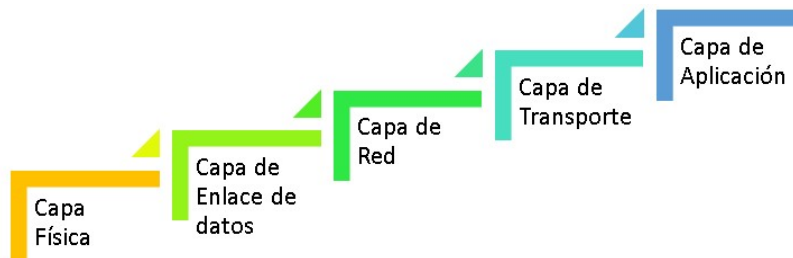 Capa
Física
Capa de
Enlace de
datos
Capa de
Red
Capa de
Transporte
Capa de
Aplicación